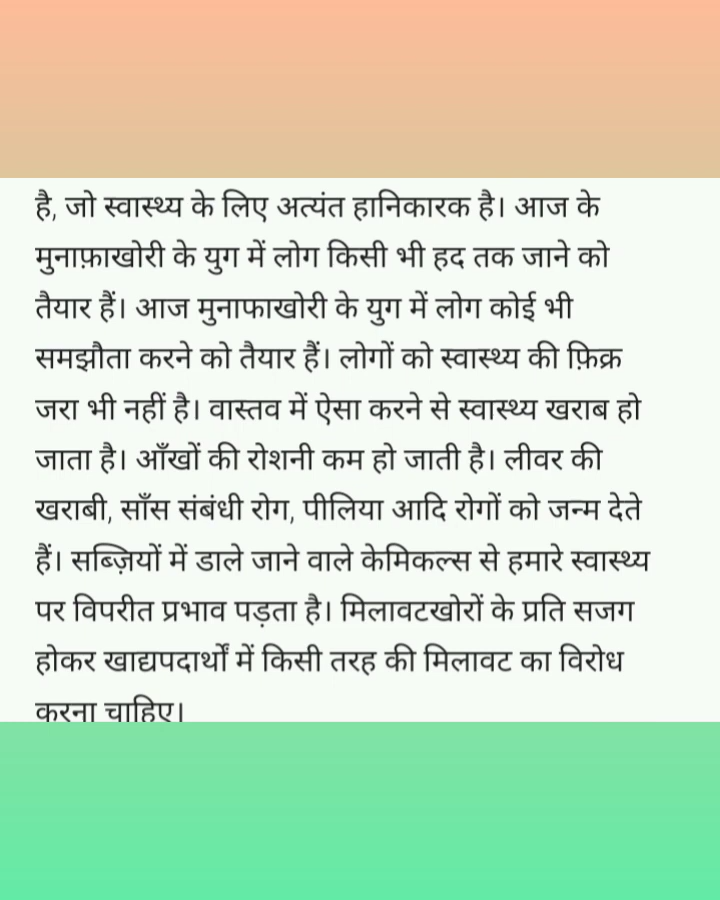 है, जो स्वास्थ्य के लिए अत्यंत हानिकारक है। आज के
मुनाफ़ाखोरी के युग में लोग किसी भी हद तक जाने को
तैयार हैं। आज मुनाफाखोरी के युग में लोग कोई भी
समझौता करने को तैयार हैं। लोगों को स्वास्थ्य की फ़िक्र
जरा भी नहीं है। वास्तव में ऐसा करने से स्वास्थ्य खराब हो
जाता है। आँखों की रोशनी कम हो जाती है। लीवर की
खराबी, साँस संबंधी रोग, पीलिया आदि रोगों को जन्म देते
हैं। सब्ज़ियों में डाले जाने वाले केमिकल्स से हमारे स्वास्थ्य
पर विपरीत प्रभाव पड़ता है। मिलावटखोरों के प्रति सजग
होकर खाद्यपदार्थों में किसी तरह की मिलावट का विरोध
करना चाहिए।